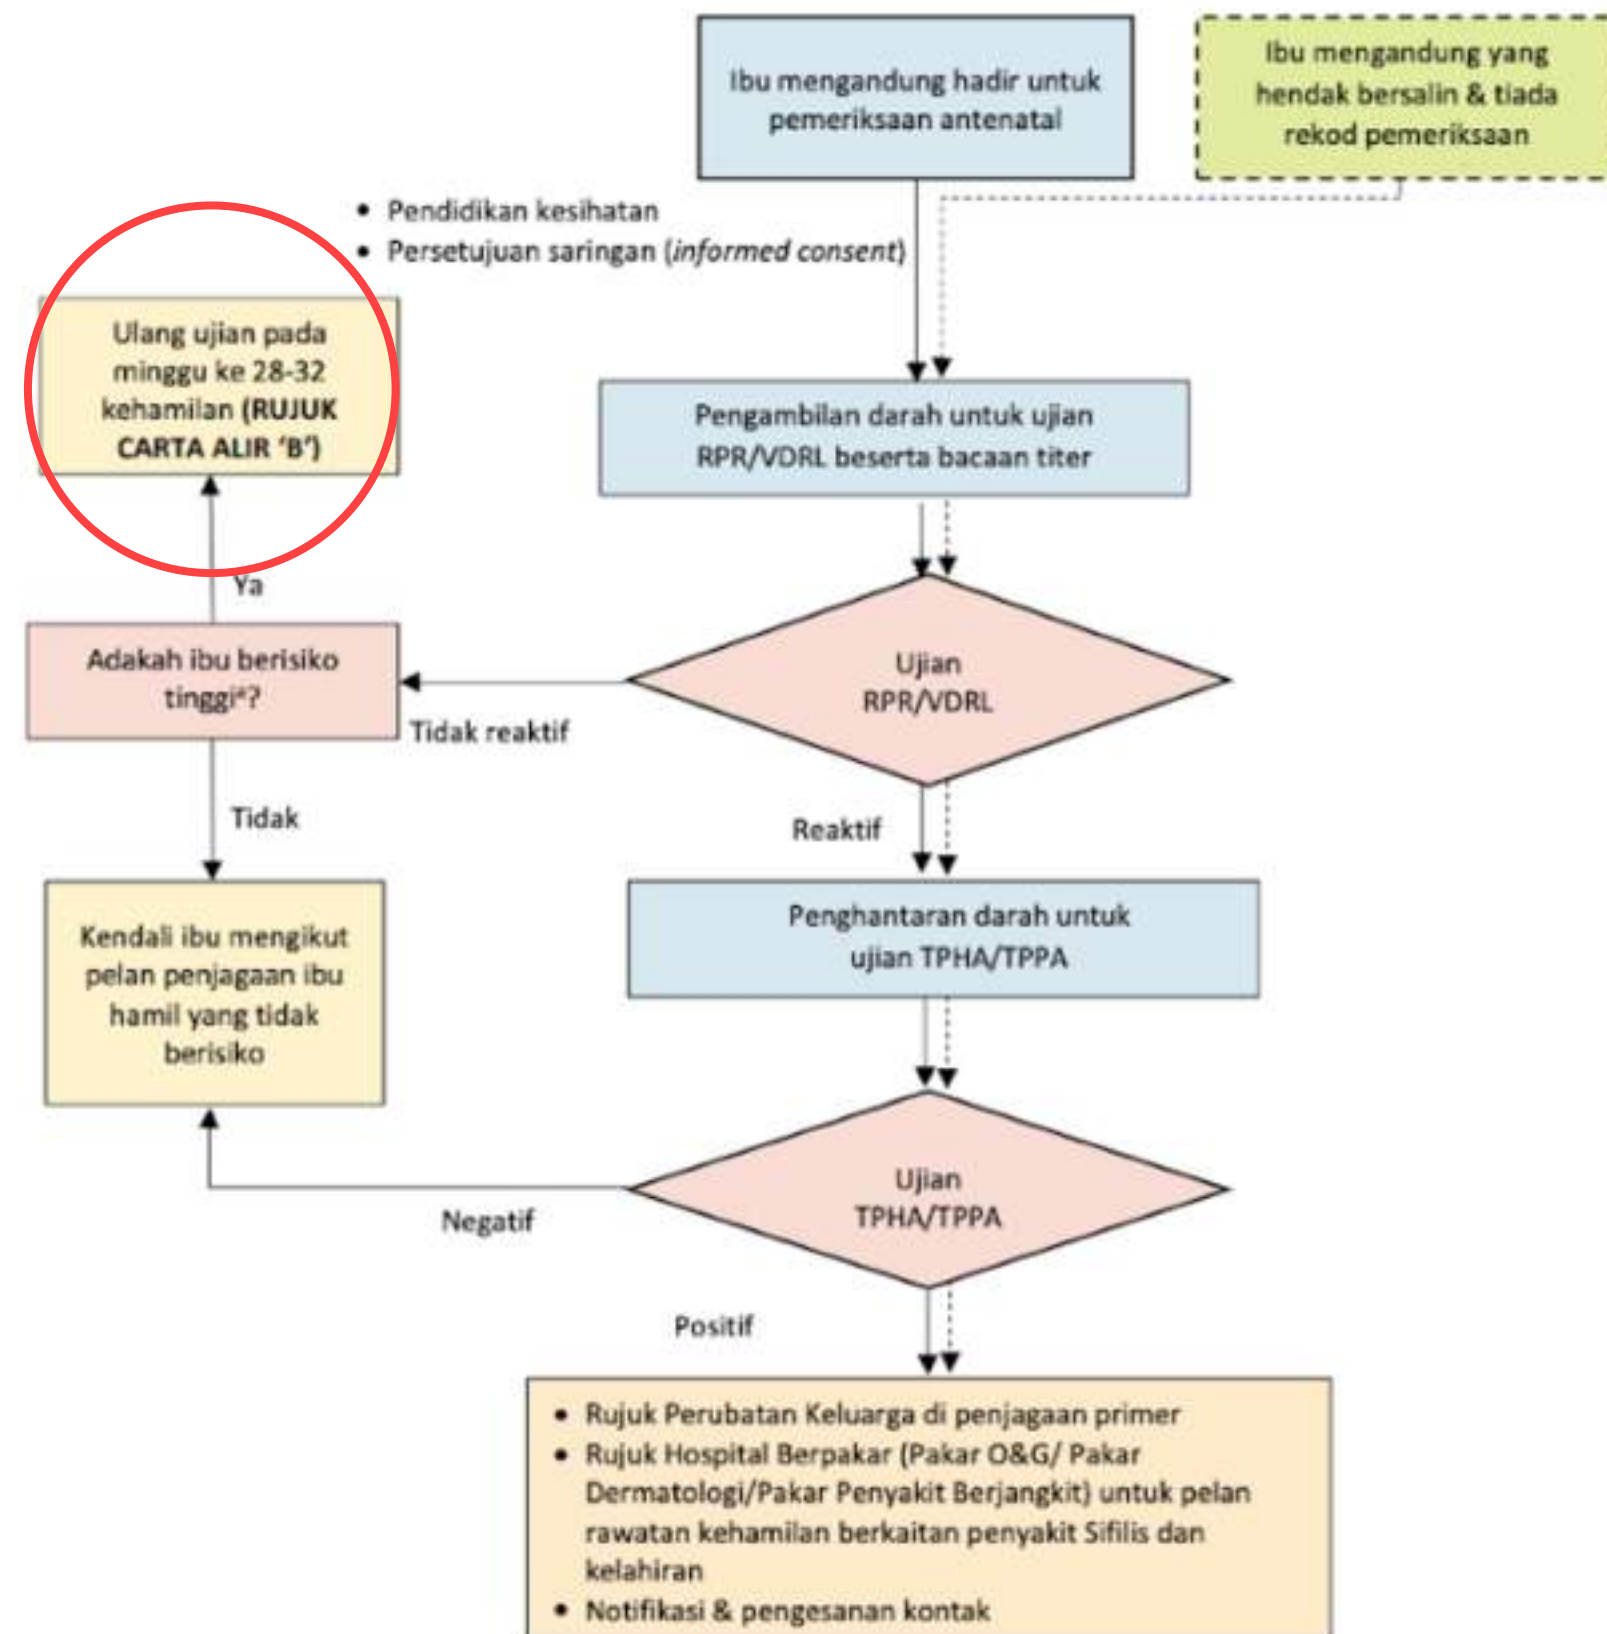 Ibu mengandung hadir untuk
pemeriksaan antenatal
Ibu mengandung yang
hendak bersalin & tiada
rekod pemeriksaan
• Pendidikan kesihatan
• Persetujuan saringan (informed consent)
Ulang ujian pada
minggu ke 28-32
kehamilan (RUJUK
CARTA ALIR ‘B’)
Pengambilan darah untuk ujian
RPR/VDRL beserta bacaan titer
Ya
Adakah ibu berisiko
tinggiª?
Tidak reaktif
Ujian
RPR/VDRL
Tidak
Reaktif
Kendali ibu mengikut
pelan penjagaan ibu
hamil yang tidak
berisiko
Penghantaran darah untuk
ujian TPHA/TPPA
Negatif
Ujian
TPHA/TPPA
Positif
• Rujuk Perubatan Keluarga di penjagaan primer
• Rujuk Hospital Berpakar (Pakar O&G/ Pakar
Dermatologi/Pakar Penyakit Berjangkit) untuk pelan
rawatan kehamilan berkaitan penyakit Sifilis dan
kelahiran
• Notifikasi & pengesanan kontak